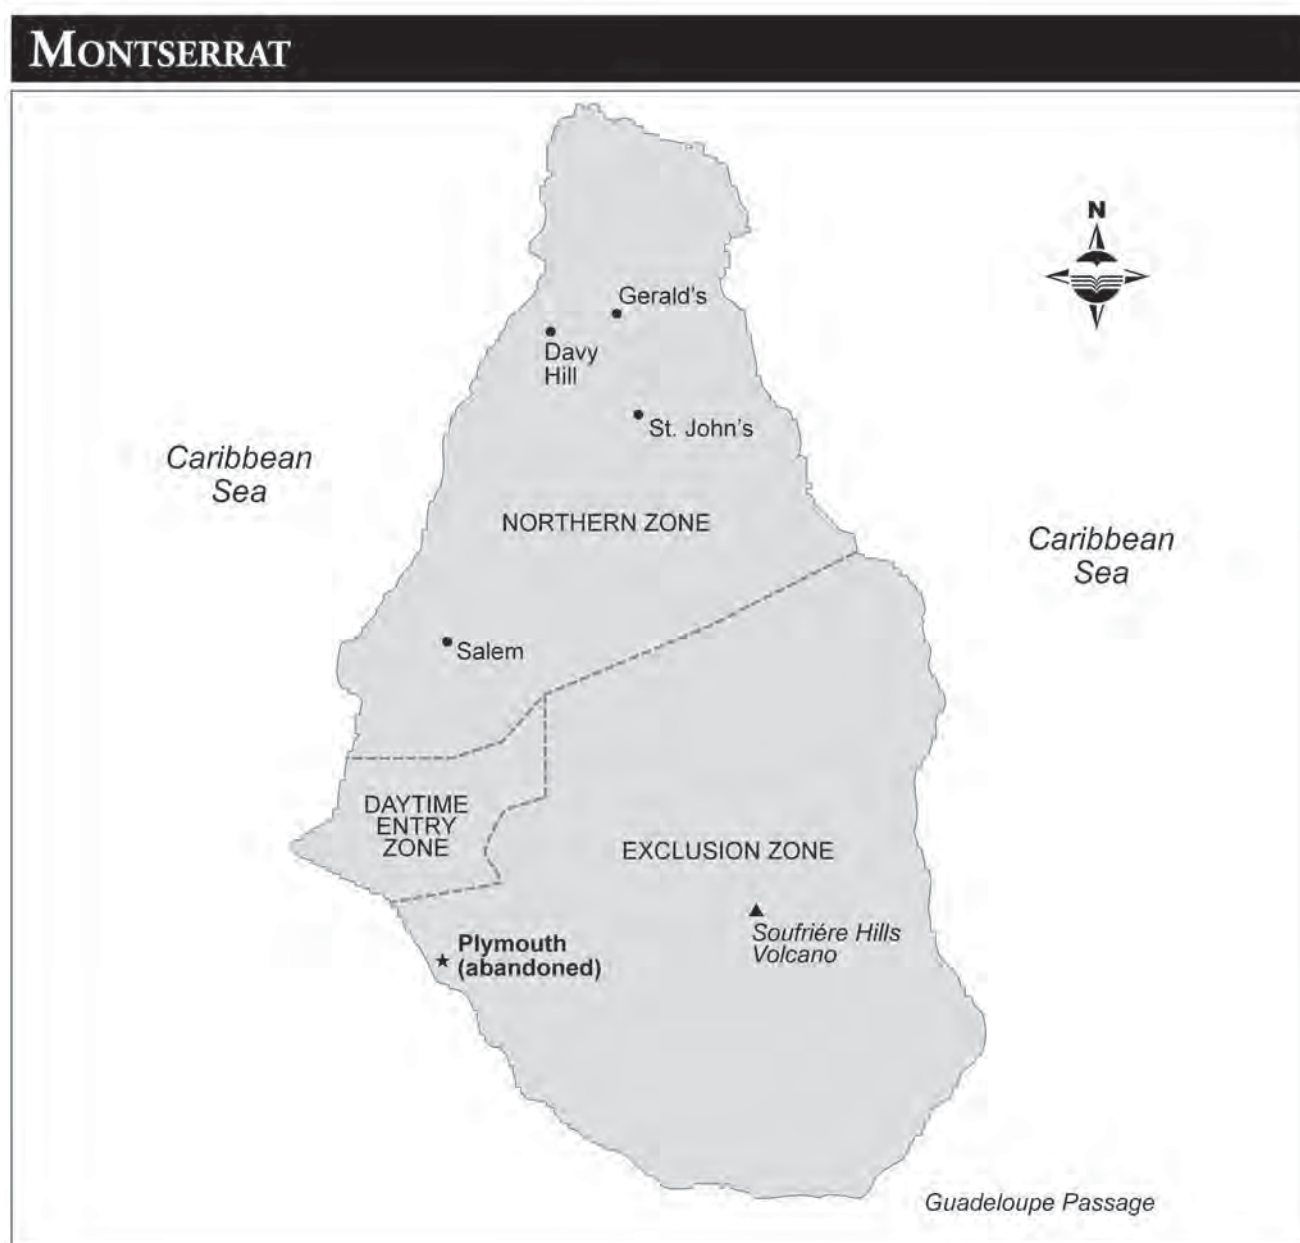 MONTSERRAT
N
Gerald's
Davy
Hill
St. John's
Caribbean
Sea
NORTHERN ZONE
Caribbean
Sea
Salem
DAYTIME
ENTRY
ZONE
EXCLUSION ZONE
Soufriére Hills
Volcano
Plymouth
(abandoned)
Guadeloupe Passage